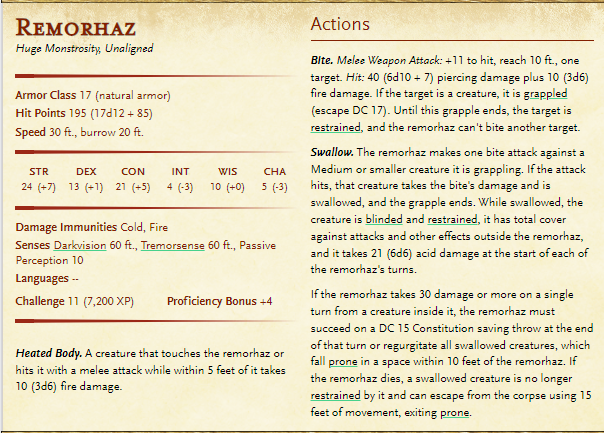 Remorhaz
Huge Monstrosity, Unaligned
Armor Class 17 (natural armor)
Hit Points 195 (17d12 + 85)
Speed 30 ft., burrow 20 ft.
STR DEX CON INT WIS CHA
24 (+7) 13 (+1) 21 (+5) 4 (-3) 10 (+0) 5 (-3)
Damage Immunities Cold, Fire
Senses Darkvision 60 ft., Tremorsense 60 ft., Passive
Perception 10
Languages --
Challenge 11 (7,200 XP) Proficiency Bonus +4
Heated Body. A creature that touches the remorhaz or
hits it with a melee attack while within 5 feet of it takes
10 (3d6) fire damage.
Actions
Bite. Melee Weapon Attack: +11 to hit, reach 10 ft., one
target. Hit: 40 (6d10 + 7) piercing damage plus 10 (3d6)
fire damage. If the target is a creature, it is grappled
(escape DC 17). Until this grapple ends, the target is
restrained, and the remorhaz can't bite another target.
Swallow. The remorhaz makes one bite attack against a
Medium or smaller creature it is grappling. If the attack
hits, that creature takes the bite's damage and is
swallowed, and the grapple ends. While swallowed, the
creature is blinded and restrained, it has total cover
against attacks and other effects outside the remorhaz,
and it takes 21 (6d6) acid damage at the start of each of
the remorhaz's turns.
If the remorhaz takes 30 damage or more on a single
turn from a creature inside it, the remorhaz must
succeed on a DC 15 Constitution saving throw at the end
of that turn or regurgitate all swallowed creatures, which
fall prone in a space within 10 feet of the remorhaz. If
the remorhaz dies, a swallowed creature is no longer
restrained by it and can escape from the corpse using 15
feet of movement, exiting prone.